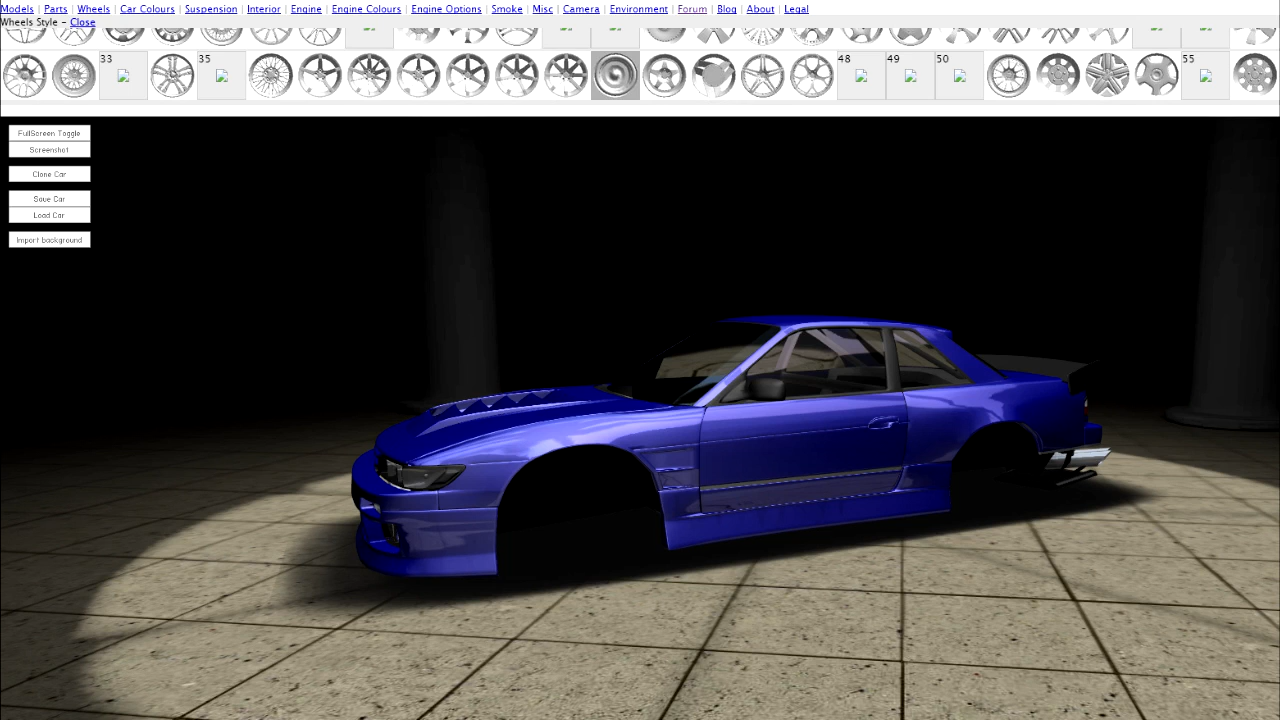 Models | Parts | Wheels | Car Colours | Suspension | Interior | Engine | Engine Colours | Engine Options | Smoke | Misc | Camera | Environment | Forum | Blog | About | Legal
Wheels Style - Close
33 35 48 49 50 55
FullScreen Toggle
Screenshot
Clone Car
Save Car
Load Car
Import background